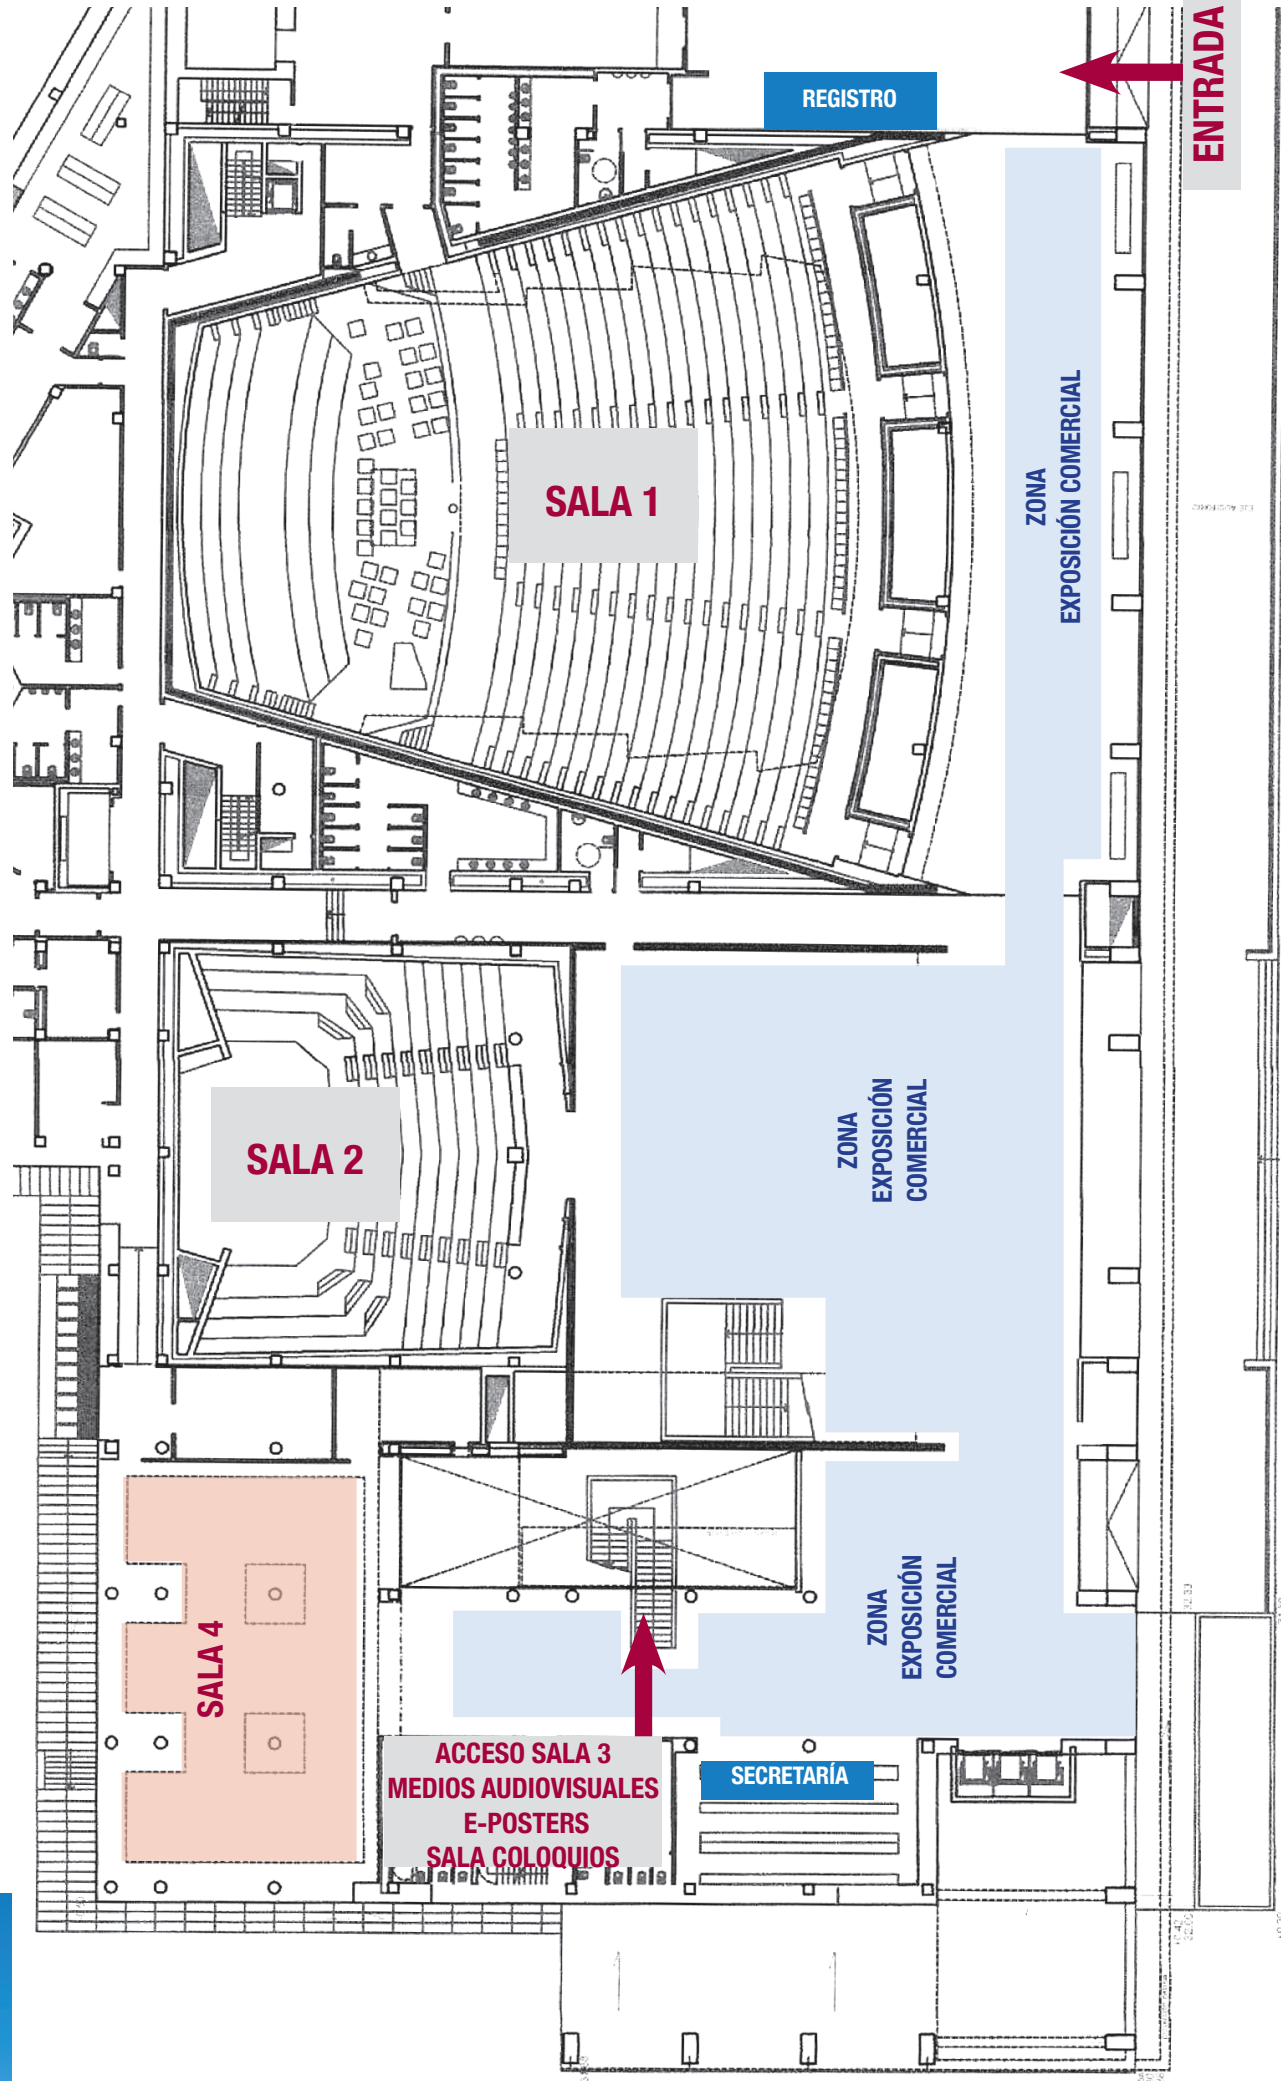 ENTRADA
REGISTRO
SALA 1
ZONA
EXPOSICIÓN COMERCIAL
SALA 2
ZONA
EXPOSICIÓN
COMERCIAL
SALA 4
ZONA
EXPOSICIÓN
COMERCIAL
ACCESO SALA 3
MEDIOS AUDIOVISUALES
E-POSTERS
SALA COLOQUIOS
SECRETARÍA